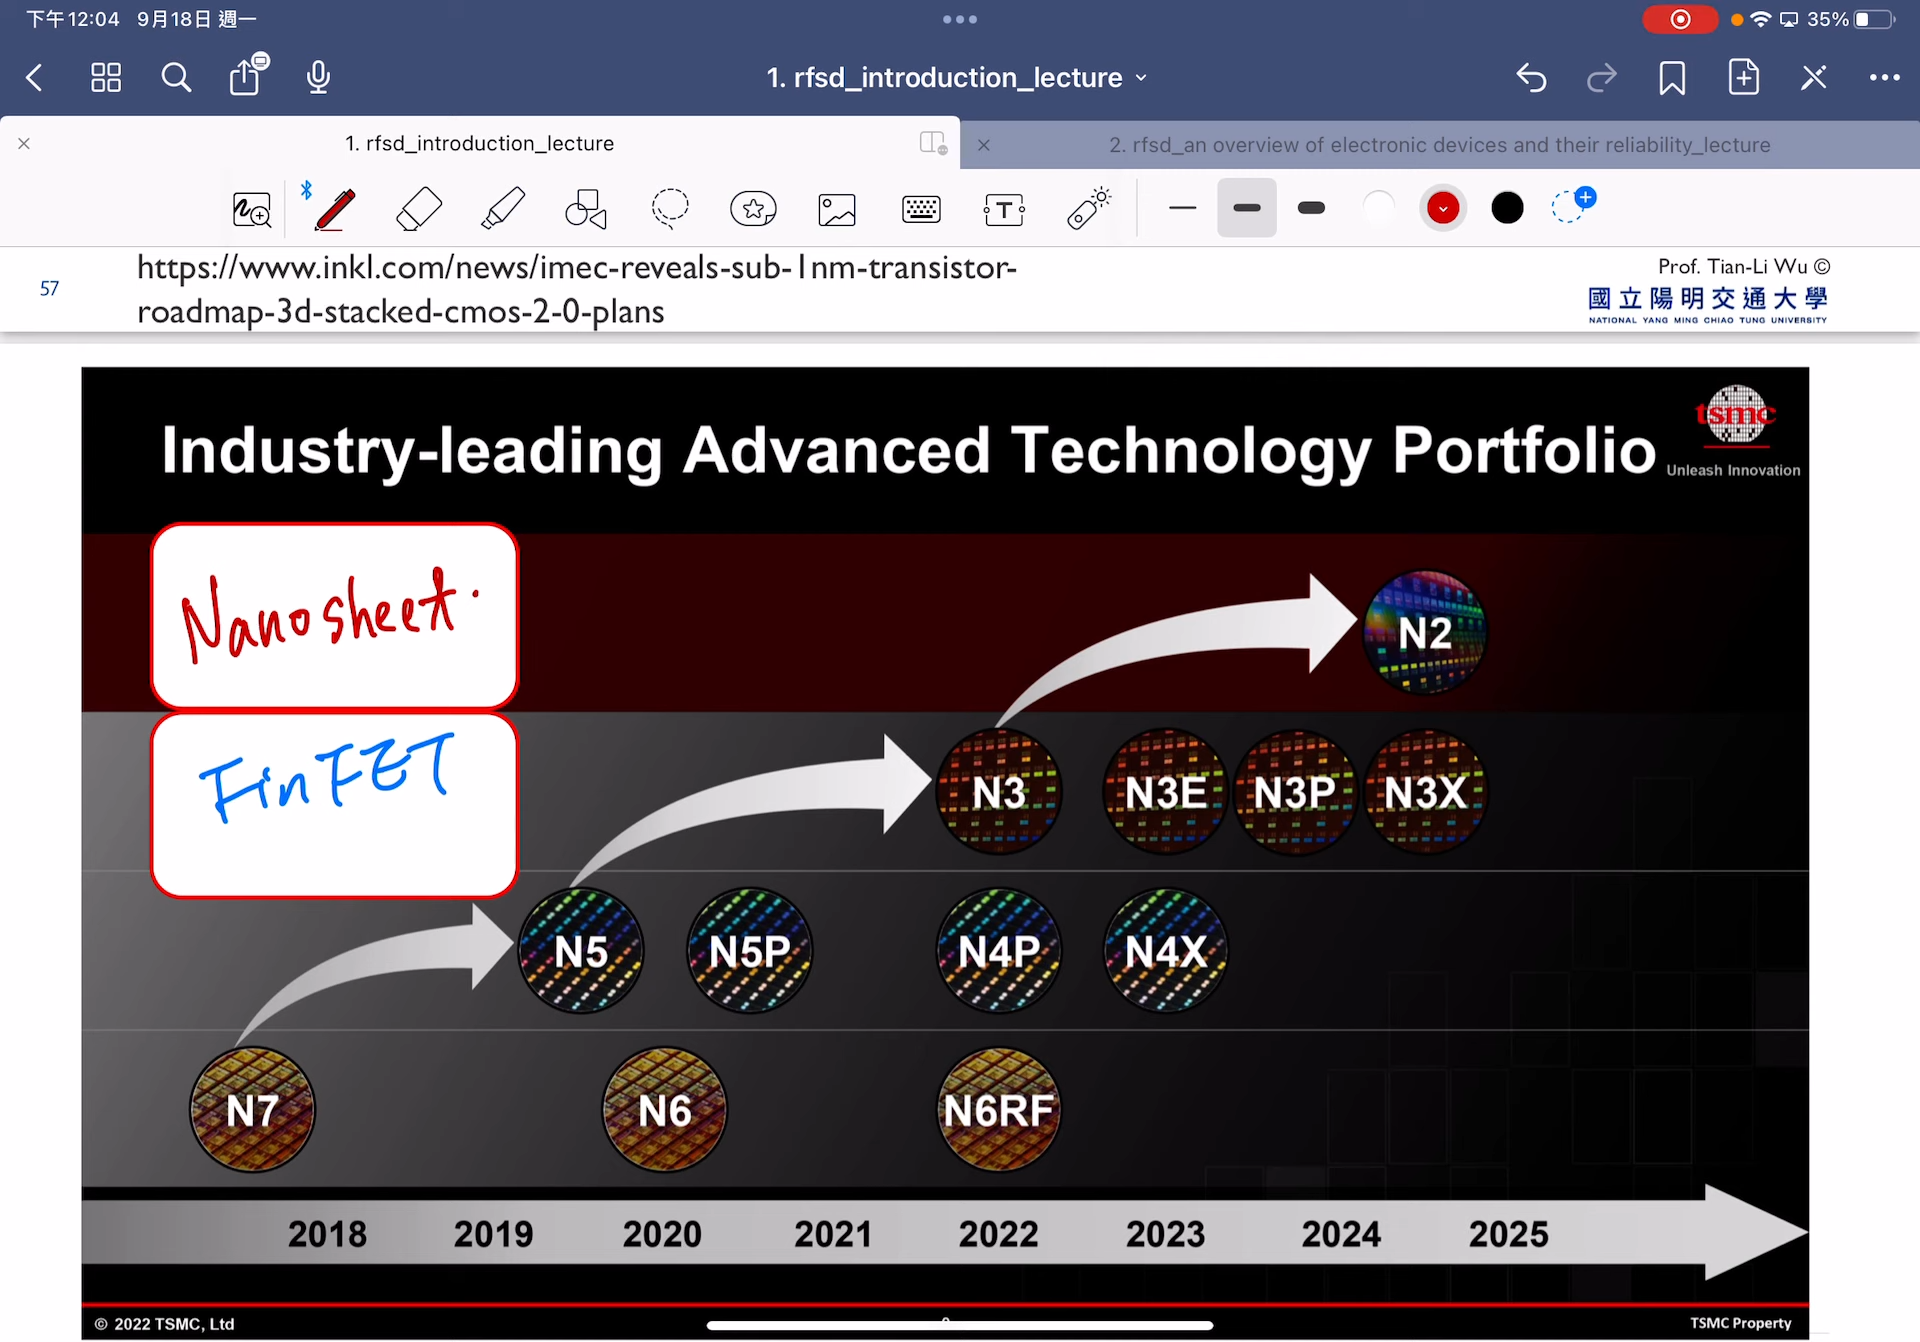 下午12:04 9月18日 週一
35%
1. rfsd_introduction_lecture
1. rfsd_introduction_lecture
2. rfsd_an overview of electronic devices and their reliability_lecture
T
57
https://www.inkl.com/news/imec-reveals-sub-1nm-transistor-
roadmap-3d-stacked-cmos-2-0-plans
Prof. Tian-Li Wu ©
國立陽明交通大學
NATIONAL YANG MING CHIAO TUNG UNIVERSITY
Industry-leading Advanced Technology Portfolio
tsmc
Unleash Innovation
Nanosheet.
N2
FinFET
N3 N3E N3P N3X
N5 N5P N4P N4X
N7 N6 N6RF
2018 2019 2020 2021 2022 2023 2024 2025
© 2022 TSMC, Ltd
TSMC Property